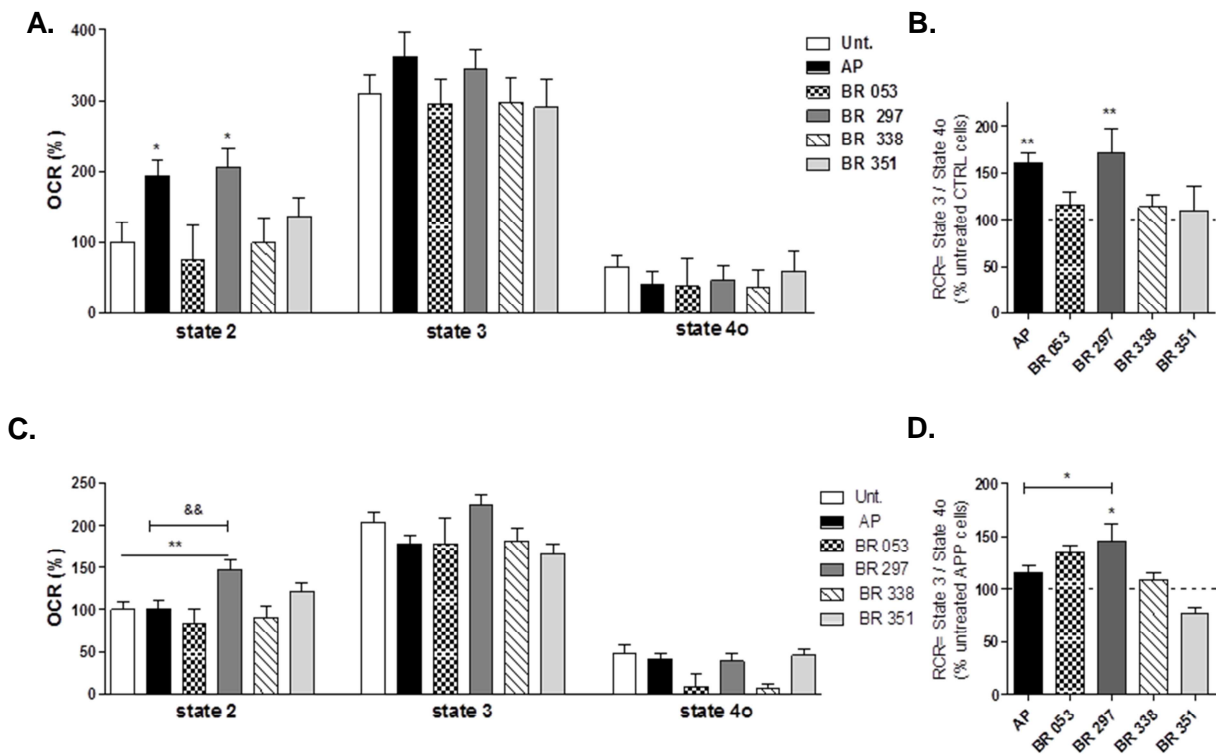 A.
400
300
200
100
0
OCR (%)
*
*
state 2
state 3
state 4o
Unt.
AP
BR 053
BR 297
BR 338
BR 351
B.
200
150
100
50
0
RCR= State 3 / State 4o
(% untreated CTRL cells)
**
**
AP
BR 053
BR 297
BR 338
BR 351
C.
250
200
150
100
50
0
OCR (%)
&&
**
state 2
state 3
state 4o
Unt.
AP
BR 053
BR 297
BR 338
BR 351
D.
200
150
100
50
0
RCR= State 3 / State 4o
(% untreated APP cells)
*
*
AP
BR 053
BR 297
BR 338
BR 351